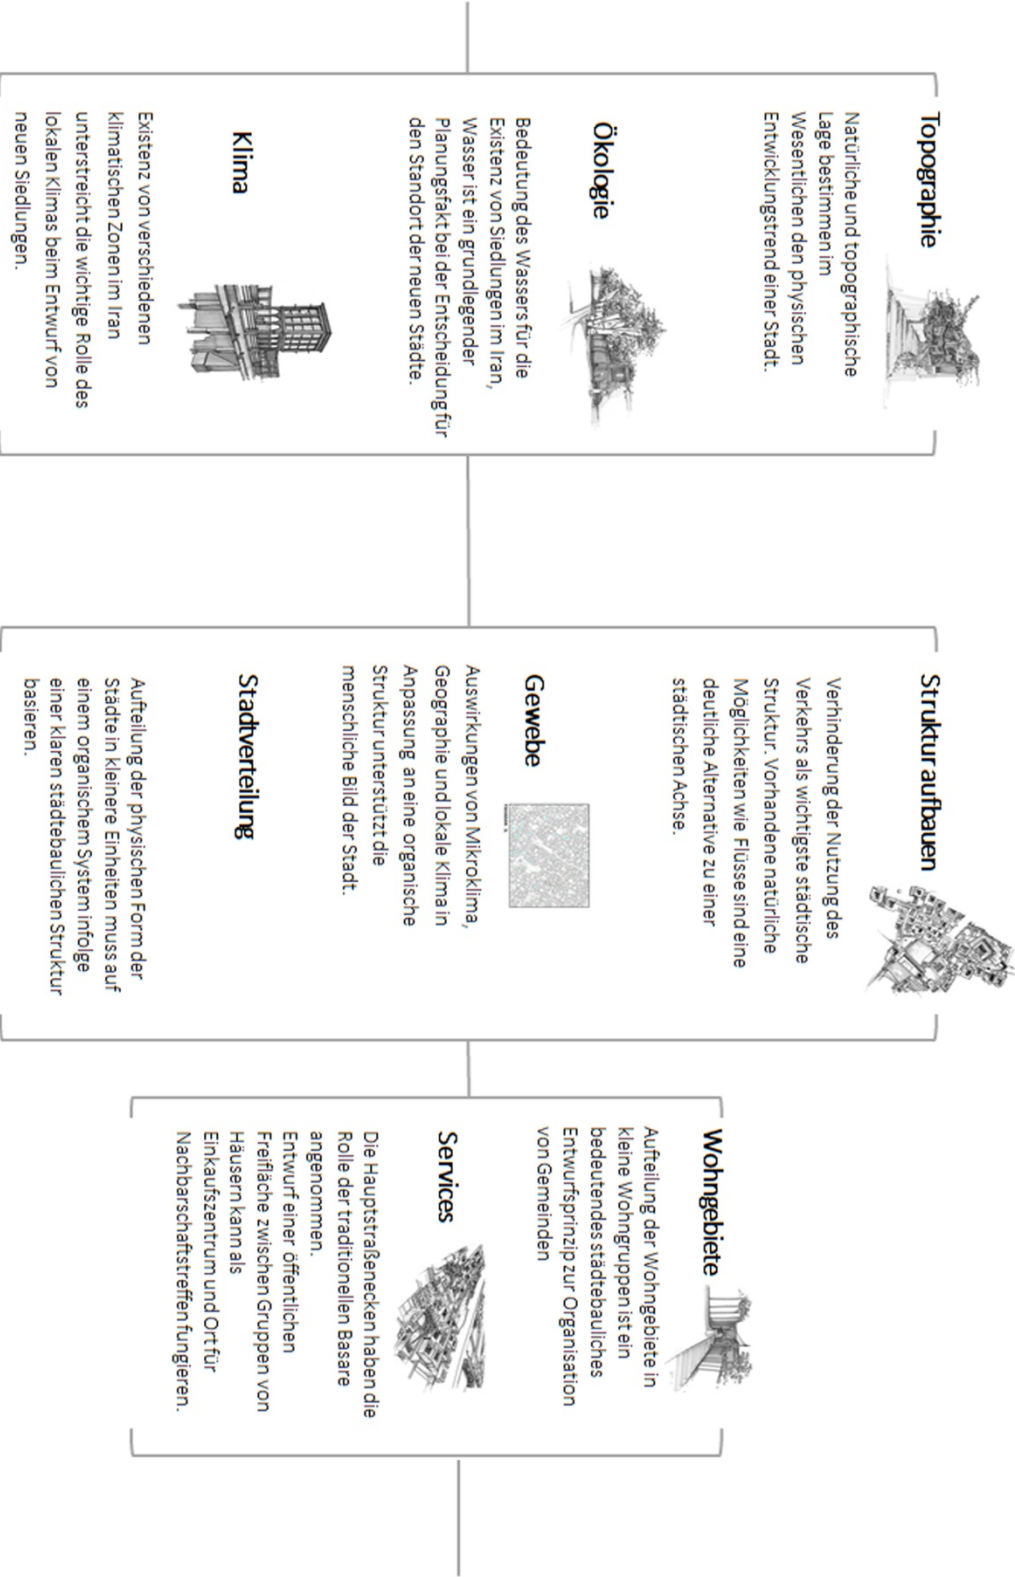 Topographie
Natürliche und topographische
Lage bestimmen im
Wesentlichen den physischen
Entwicklungstrend einer Stadt.
Ökologie
Bedeutung des Wassers für die
Existenz von Siedlungen im Iran,
Wasser ist ein grundlegender
Planungsfakt bei der Entscheidung für
den Standort der neuen Städte.
Klima
Existenz von verschiedenen
klimatischen Zonen im Iran
unterstreicht die wichtige Rolle des
lokalen Klimas beim Entwurf von
neuen Siedlungen.
Struktur aufbauen
Verhinderung der Nutzung des
Verkehrs als wichtigste städtische
Struktur. Vorhandene natürliche
Möglichkeiten wie Flüsse sind eine
deutliche Alternative zu einer
städtischen Achse.
Gewebe
Auswirkungen von Mikroklima,
Geographie und lokale Klima in
Anpassung an eine organische
Struktur unterstützt die
menschliche Bild der Stadt.
Stadtverteilung
Aufteilung der physischen Form der
Städte in kleinere Einheiten muss auf
einem organischem System infolge
einer klaren städtebaulichen Struktur
basieren.
Wohngebiete
Aufteilung der Wohngebiete in
kleine Wohngruppen ist ein
bedeutendes städtebauliches
Entwurfsprinzip zur Organisation
von Gemeinden
Services
Die Hauptstraßenecken haben die
Rolle der traditionellen Basare
angenommen.
Entwurf einer öffentlichen
Freifläche zwischen Gruppen von
Häusern kann als
Einkaufszentrum und Ort für
Nachbarschaftstreffen fungieren.